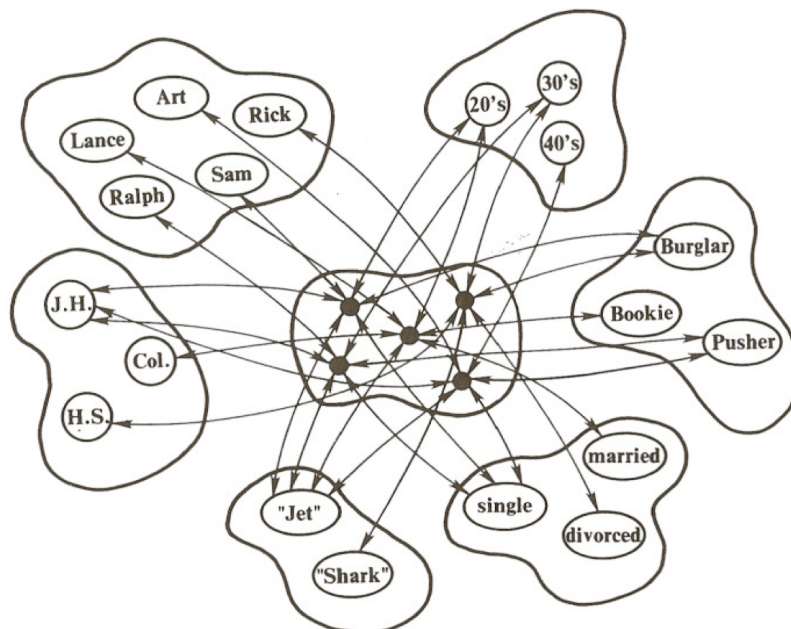 Art
Rick
Lance
Sam
Ralph
20's
30's
40's
Burglar
Bookie
Pusher
J.H.
Col.
H.S.
"Jet"
"Shark"
married
single
divorced